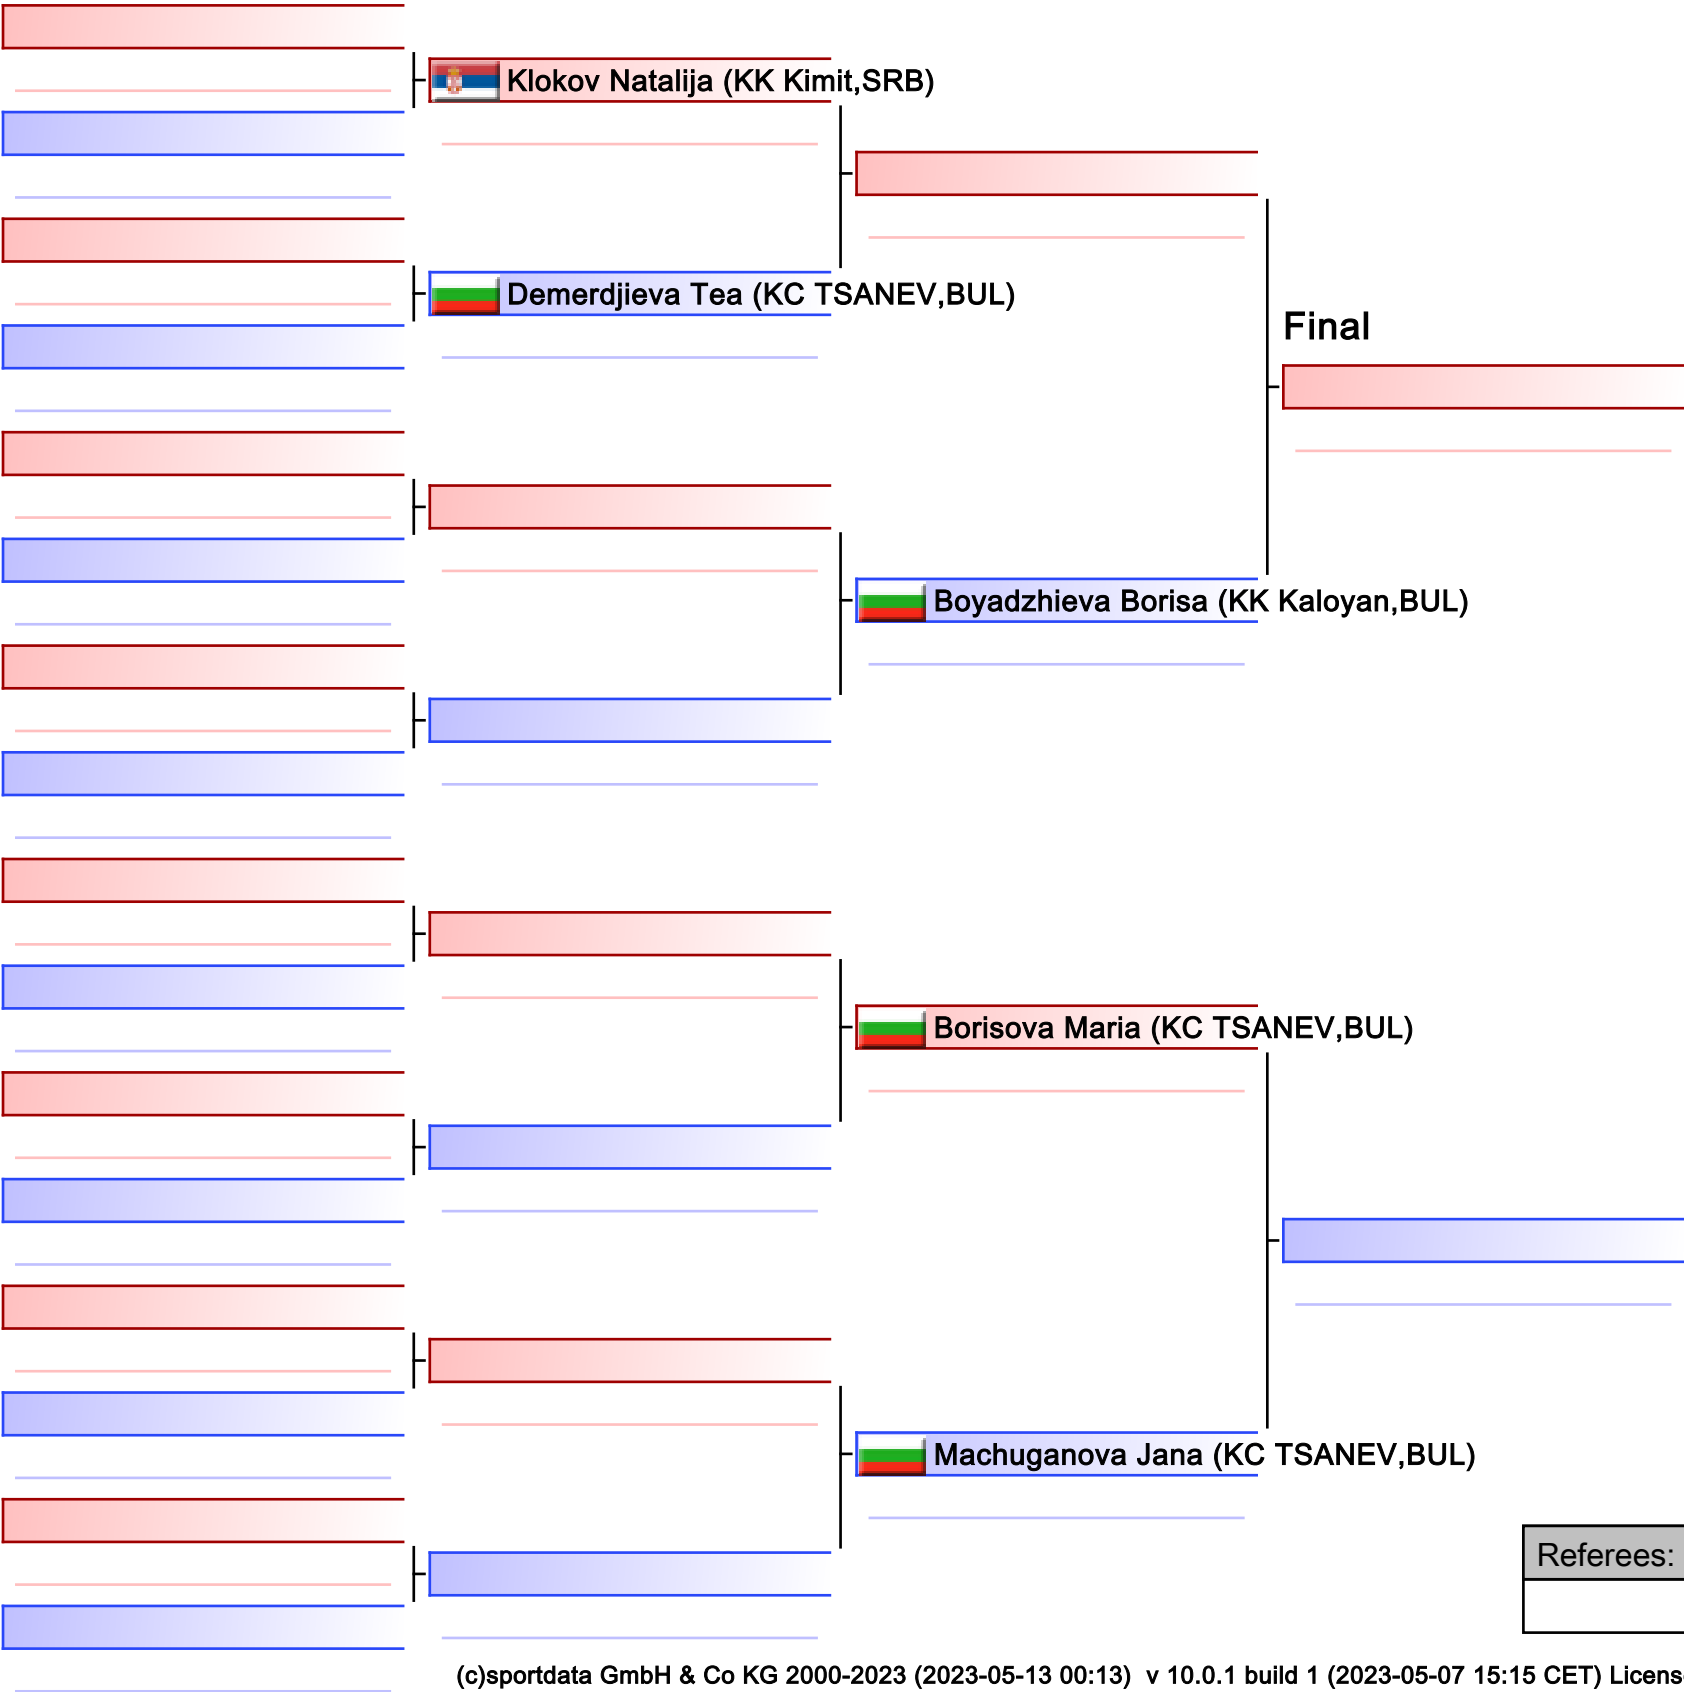 Klokov Natalija (KK Kimit,SRB)
Demerdjieva Tea (KC TSANEV,BUL)
Final
Boyadzhieva Borisa (KK Kaloyan,BUL)
Borisova Maria (KC TSANEV,BUL)
Machuganova Jana (KC TSANEV,BUL)
Referees:
(c)sportdata GmbH & Co KG 2000-2023 (2023-05-13 00:13) v 10.0.1 build 1 (2023-05-07 15:15 CET)